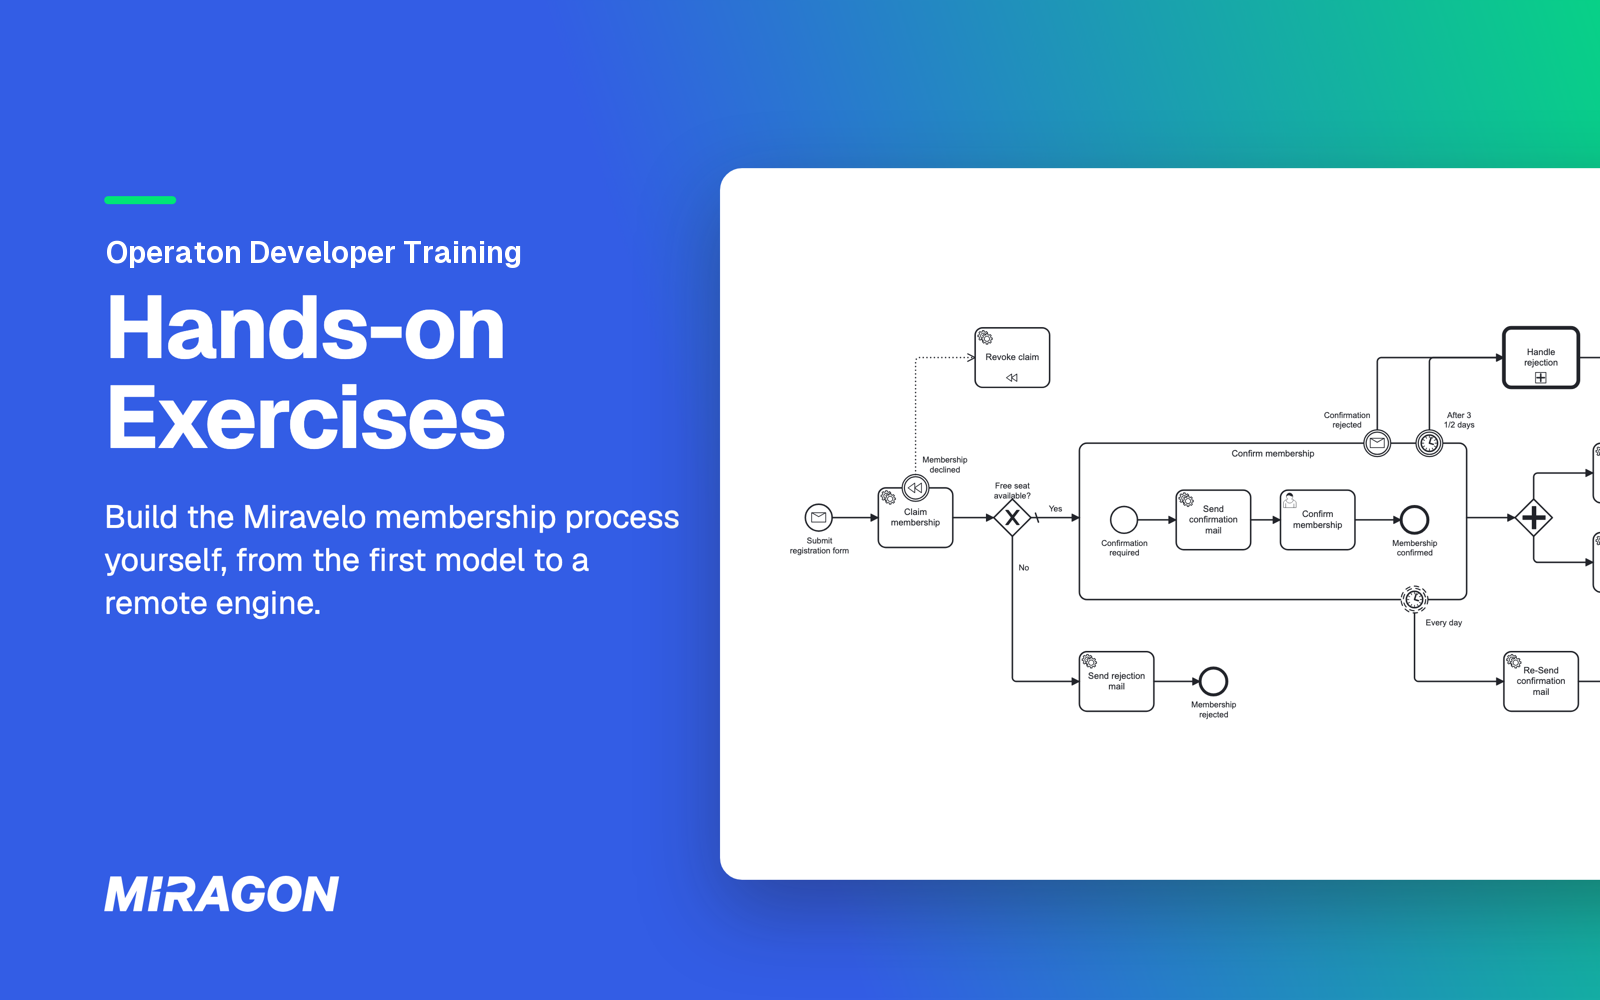 Operaton Developer Training
Hands-on
Exercises
Build the Miravelo membership process
yourself, from the first model to a
remote engine.
MIRAGON
Revoke claim
Handle
rejection
Confirmation
rejected
After 3
1/2 days
Confirm membership
Membership
declined
Claim
membership
Free seat
available?
Yes
No
Submit
registration form
Confirmation
required
Send
confirmation
mail
Confirm
membership
Membership
confirmed
Every day
Send rejection
mail
Membership
rejected
Re-Send
confirmation
mail